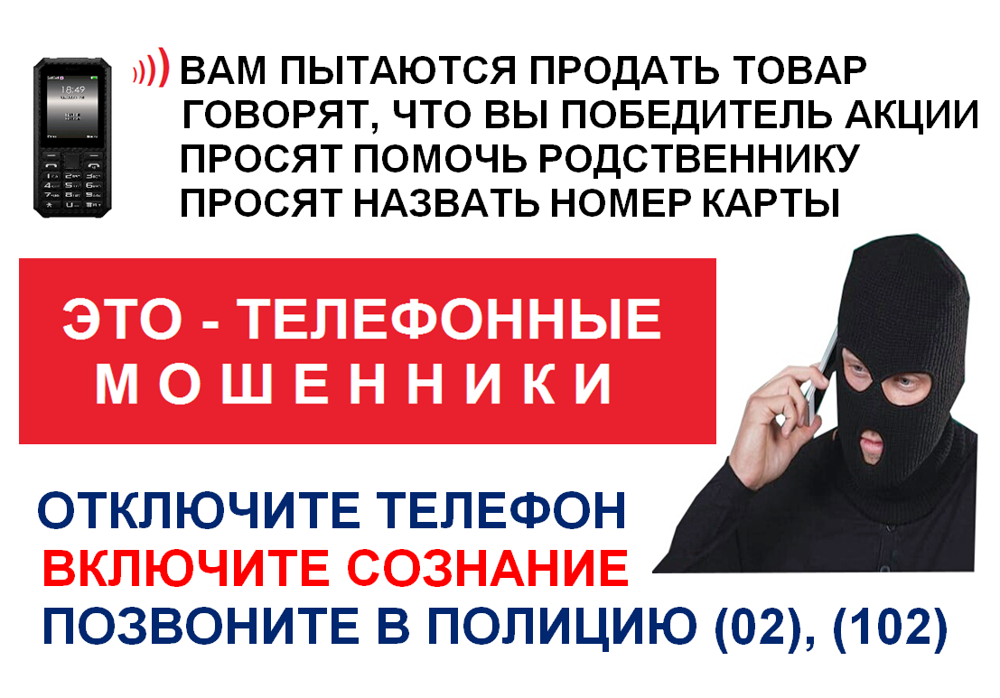 18:49
ВАМ ПЫТАЮТСЯ ПРОДАТЬ ТОВАР
ГОВОРЯТ, ЧТО ВЫ ПОБЕДИТЕЛЬ АКЦИИ
ПРОСЯТ ПОМОЧЬ РОДСТВЕННИКУ
ПРОСЯТ НАЗВАТЬ НОМЕР КАРТЫ
ЭТО - ТЕЛЕФОННЫЕ
МОШЕННИКИ
ОТКЛЮЧИТЕ ТЕЛЕФОН
ВКЛЮЧИТЕ СОЗНАНИЕ
ПОЗВОНИТЕ В ПОЛИЦИЮ (02), (102)